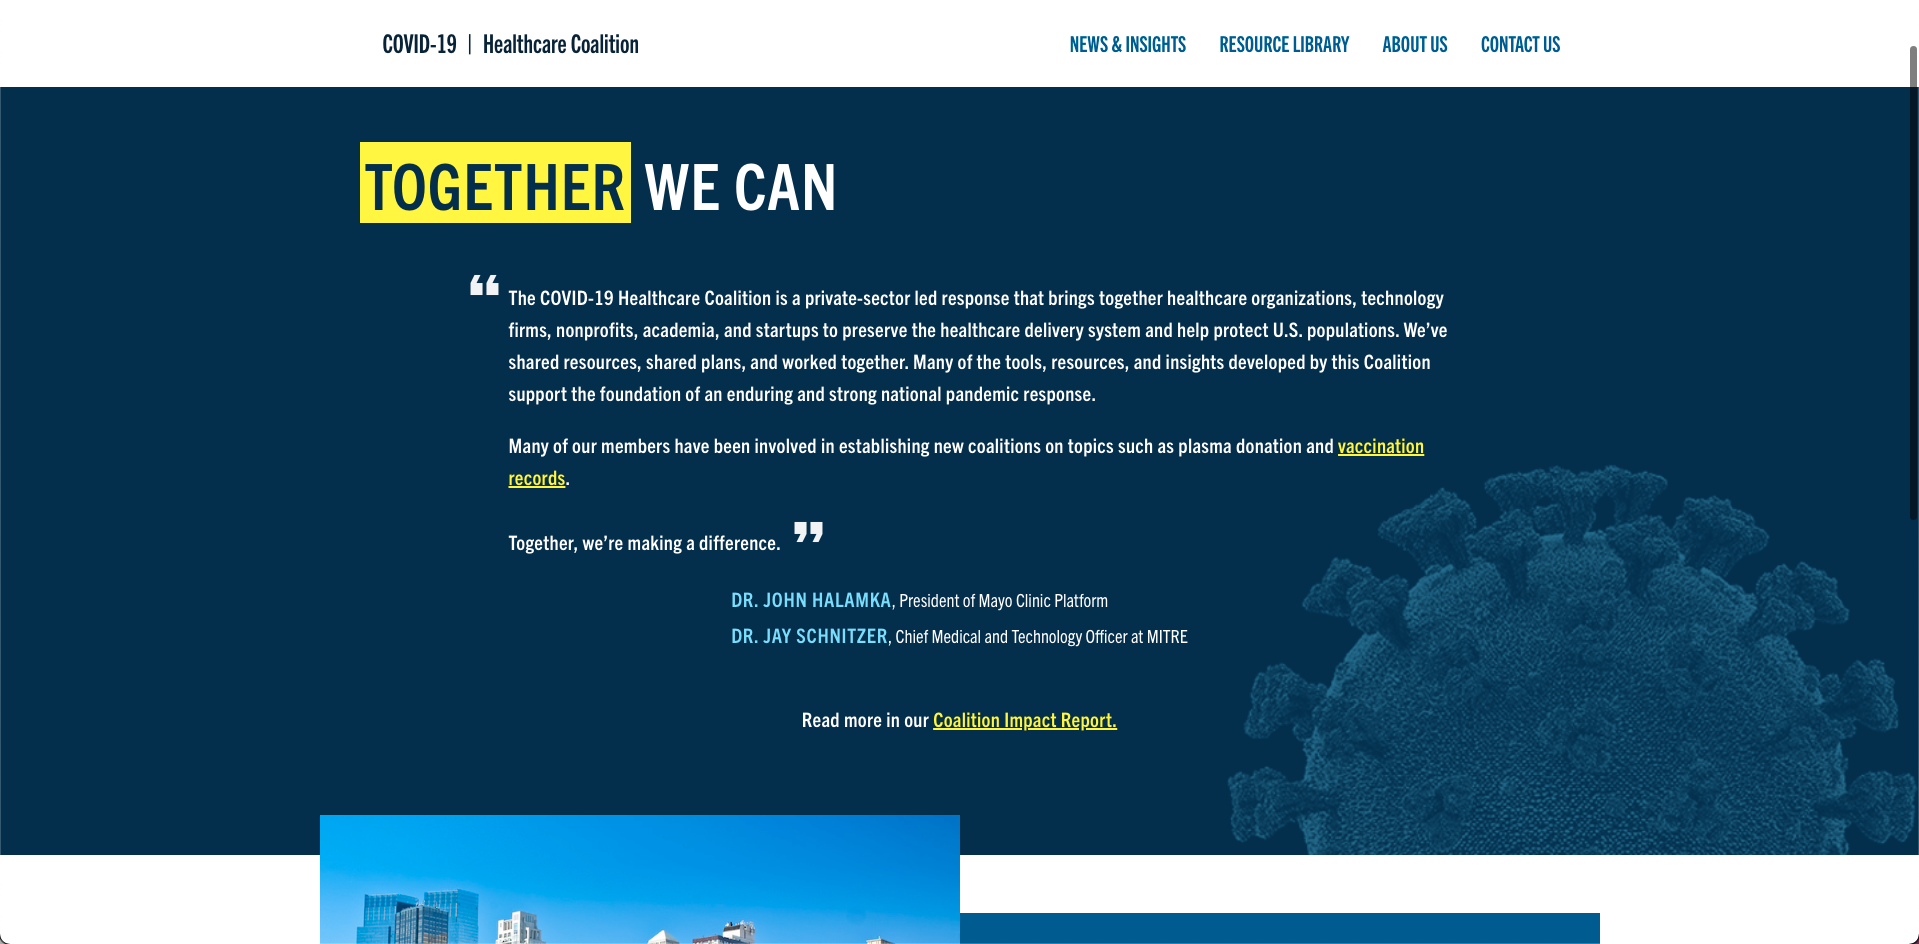 COVID-19 | Healthcare Coalition
NEWS & INSIGHTS RESOURCE LIBRARY ABOUT US CONTACT US
TOGETHER WE CAN
“ The COVID-19 Healthcare Coalition is a private-sector led response that brings together healthcare organizations, technology
firms, nonprofits, academia, and startups to preserve the healthcare delivery system and help protect U.S. populations. We’ve
shared resources, shared plans, and worked together. Many of the tools, resources, and insights developed by this Coalition
support the foundation of an enduring and strong national pandemic response.
Many of our members have been involved in establishing new coalitions on topics such as plasma donation and vaccination
records.
Together, we’re making a difference. ”
DR. JOHN HALAMKA, President of Mayo Clinic Platform
DR. JAY SCHNITZER, Chief Medical and Technology Officer at MITRE
Read more in our Coalition Impact Report.